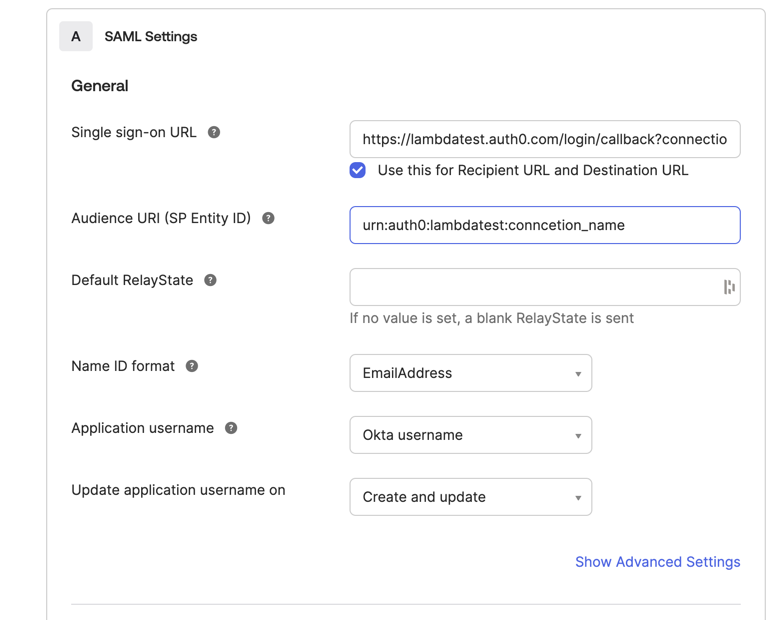 A SAML Settings
General
Single sign-on URL ?
https://lambdatest.auth0.com/login/callback?connectio
Use this for Recipient URL and Destination URL
Audience URI (SP Entity ID) ?
urn:auth0:lambdatest:conncetion_name
Default RelayState ?
If no value is set, a blank RelayState is sent
Name ID format ?
EmailAddress
Application username ?
Okta username
Update application username on
Create and update
Show Advanced Settings